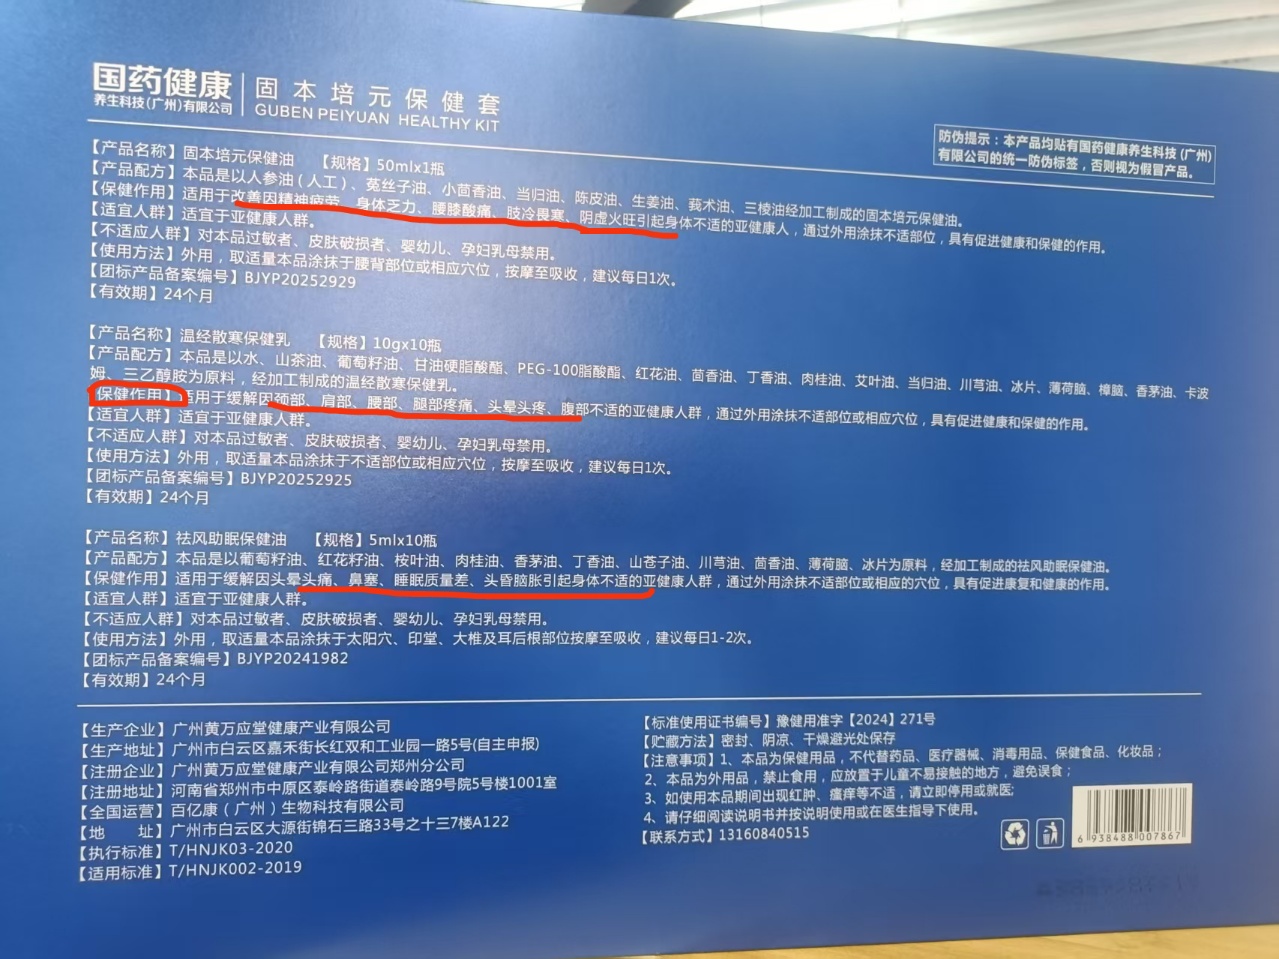 国药健康
养生科技(广州)有限公司
固本培元保健套
GUBEN PEIYUAN HEALTHY KIT
防伪提示：本产品均贴有国药健康养生科技(广州)
有限公司的统一防伪标签，否则视为假冒产品。
【产品名称】固本培元保健油 【规格】50mlx1瓶
【产品配方】本品是以人参油(人工)、菟丝子油、小茴香油、当归油、陈皮油、生姜油、莪术油、三棱油经加工制成的固本培元保健油。
【保健作用】适用于改善因精神疲劳、身体乏力、腰膝酸痛、肢冷畏寒、阴虚火旺引起身体不适的亚健康人，通过外用涂抹不适部位，具有促进健康和保健的作用。
【适宜人群】适宜于亚健康人群。
【不适应人群】对本品过敏者、皮肤破损者、婴幼儿、孕妇乳母禁用。
【使用方法】外用，取适量本品涂抹于腰背部位或相应穴位，按摩至吸收，建议每日1次。
【团标产品备案编号】BJYP20252929
【有效期】24个月
【产品名称】温经散寒保健乳 【规格】10gx10瓶
【产品配方】本品是以水、山茶油、葡萄籽油、甘油硬脂酸酯、PEG-100脂酸酯、红花油、茴香油、丁香油、肉桂油、艾叶油、当归油、川芎油、冰片、薄荷脑、樟脑、香茅油、卡波
姆、三乙醇胺为原料，经加工制成的温经散寒保健乳。
【保健作用】适用于缓解因颈部、肩部、腰部、腿部疼痛、头晕头疼、腹部不适的亚健康人群，通过外用涂抹不适部位或相应穴位，具有促进健康和保健的作用。
【适宜人群】适宜于亚健康人群。
【不适应人群】对本品过敏者、皮肤破损者、婴幼儿、孕妇乳母禁用。
【使用方法】外用，取适量本品涂抹于不适部位或相应穴位，按摩至吸收，建议每日1次。
【团标产品备案编号】BJYP20252925
【有效期】24个月
【产品名称】祛风助眠保健油 【规格】5mlx10瓶
【产品配方】本品是以葡萄籽油、红花籽油、桉叶油、肉桂油、香茅油、丁香油、山苍子油、川芎油、茴香油、薄荷脑、冰片为原料，经加工制成的祛风助眠保健油。
【保健作用】适用于缓解因头晕头痛、鼻塞、睡眠质量差、头昏脑胀引起身体不适的亚健康人群，通过外用涂抹不适部位或相应的穴位，具有促进康复和健康的作用。
【适宜人群】适宜于亚健康人群。
【不适应人群】对本品过敏者、皮肤破损者、婴幼儿、孕妇乳母禁用。
【使用方法】外用，取适量本品涂抹于太阳穴、印堂、大椎及耳后根部位按摩至吸收，建议每日1-2次。
【团标产品备案编号】BJYP20241982
【有效期】24个月
【生产企业】广州黄万应堂健康产业有限公司
【生产地址】广州市白云区嘉禾街长红双和工业园一路5号(自主申报)
【注册企业】广州黄万应堂健康产业有限公司郑州分公司
【注册地址】河南省郑州市中原区泰岭路街道泰岭路9号院5号楼1001室
【全国运营】百亿康(广州)生物科技有限公司
【地 址】广州市白云区大源街锦石三路33号之十三7楼A122
【执行标准】T/HNJK03-2020
【适用标准】T/HNJK002-2019
【标准使用证书编号】豫健用准字【2024】271号
【贮藏方法】密封、阴凉、干燥避光处保存
【注意事项】1、本品为保健用品，不代替药品、医疗器械、消毒用品、保健食品、化妆品；
2、本品为外用品，禁止食用，应放置于儿童不易接触的地方，避免误食；
3、如使用本品期间出现红肿、瘙痒等不适，请立即停用或就医;
4、请仔细阅读说明书并按说明使用或在医生指导下使用。
【联系方式】13160840515
6 938488 007867